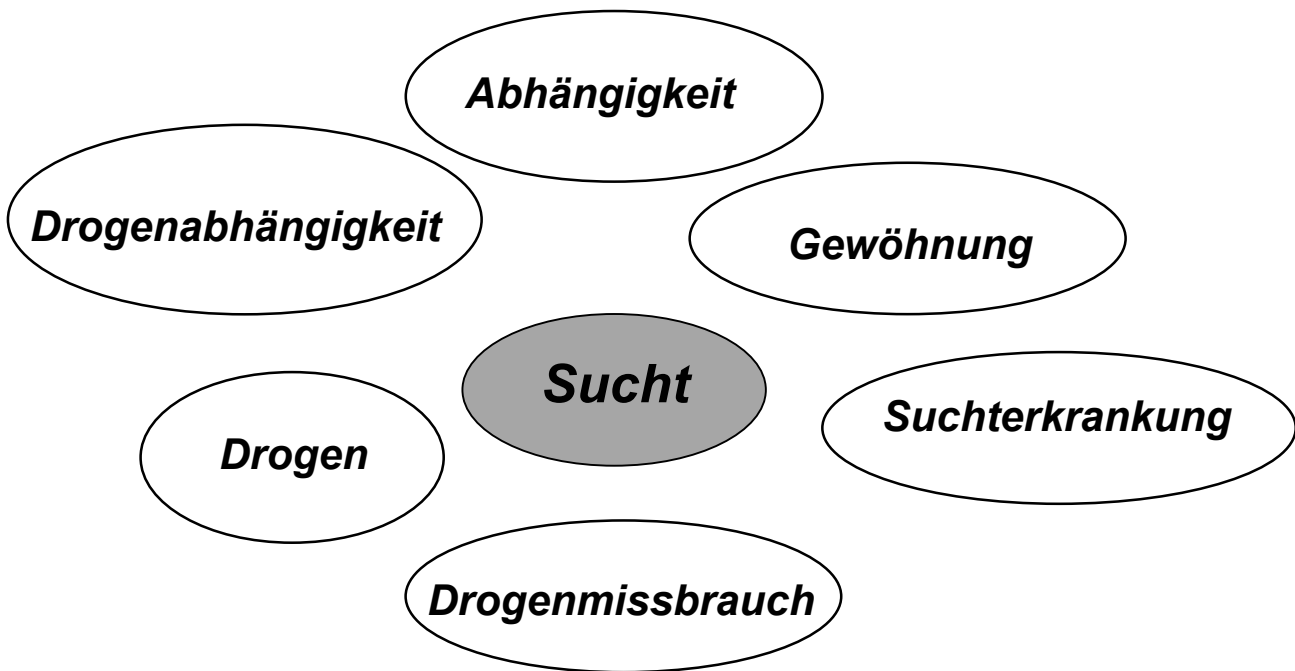 Abhängigkeit
Drogenabhängigkeit
Gewöhnung
Sucht
Suchterkrankung
Drogen
Drogenmissbrauch